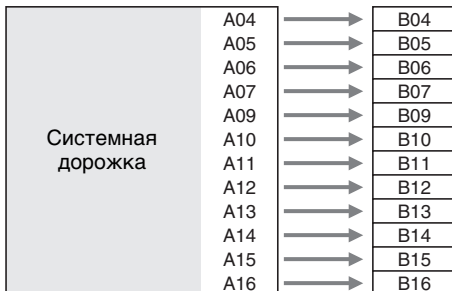 A04 B04
A05 B05
A06 B06
A07 B07
A09 B09
Системная
дорожка
A10 B10
A11 B11
A12 B12
A13 B13
A14 B14
A15 B15
A16 B16